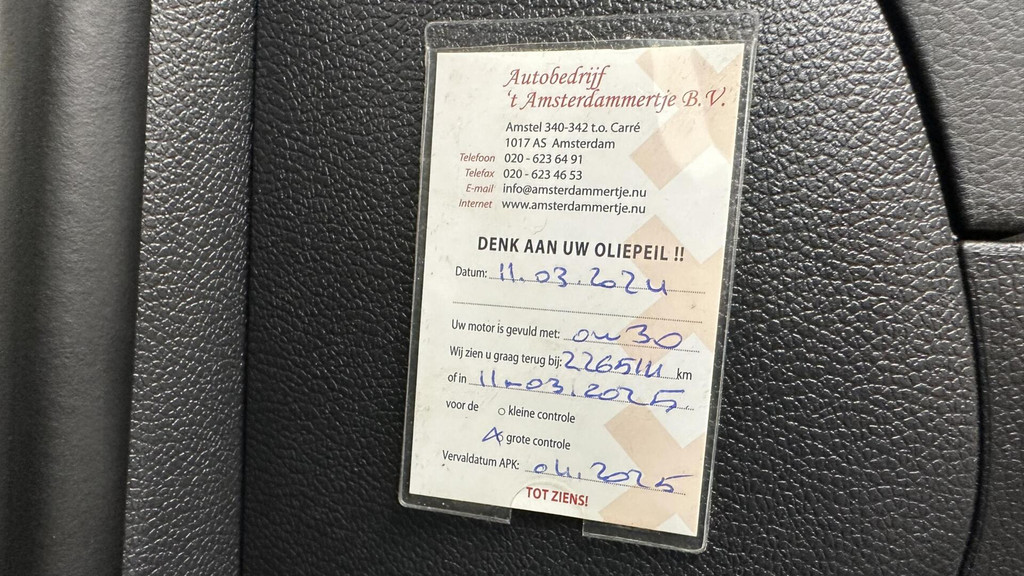 Autobedrijf
't Amsterdammertje B.V.
Amstel 340-342 t.o. Carré
1017 AS Amsterdam
Telefoon 020 - 623 64 91
Telefax 020 - 623 46 53
E-mail info@amsterdammertje.nu
Internet www.amsterdammertje.nu
DENK AAN UW OLIEPEIL !!
Datum: 11.03.2024
Uw motor is gevuld met: 0w30
Wij zien u graag terug bij: km
of in 11-03.2025
voor de o kleine controle
grote controle
Vervaldatum APK: 04.2025
TOT ZIENS!